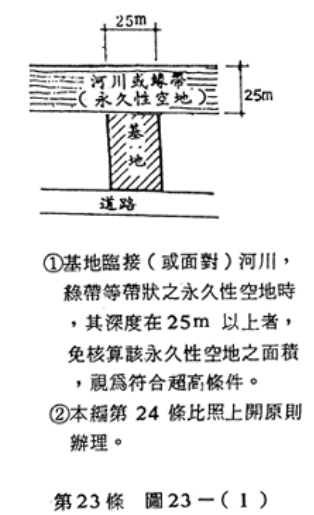 25m
河川或綠帶
（永久性空地）
25m
基
地
道路
①基地臨接（或面對）河川，
綠帶等帶狀之永久性空地時
，其深度在25m 以上者，
免核算該永久性空地之面積
，視為符合超高條件。
②本編第 24 條比照上開原則
辦理。
第23條 圖23－（1）